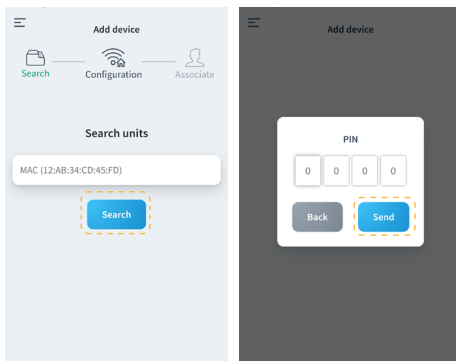 Add device
Search
Configuration
Associate
Search units
MAC (12:AB:34:CD:45:FD)
Search
Add device
PIN
0 0 0 0
Back
Send